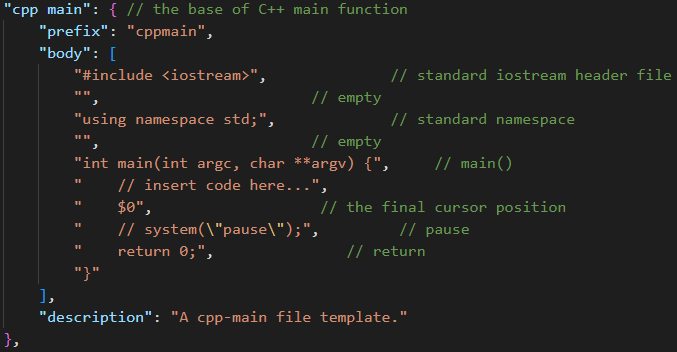 "cpp main": { // the base of C++ main function
    "prefix": "cppmain",
    "body": [
        "#include <iostream>",              // standard iostream header file
        "",                        // empty
        "using namespace std;",             // standard namespace
        "",                        // empty
        "int main(int argc, char **argv) {",     // main()
        "    // insert code here...",
        "    $0",                   // the final cursor position
        "    // system(\"pause\");",         // pause
        "    return 0;",               // return
        "}"
    ],
    "description": "A cpp-main file template."
},